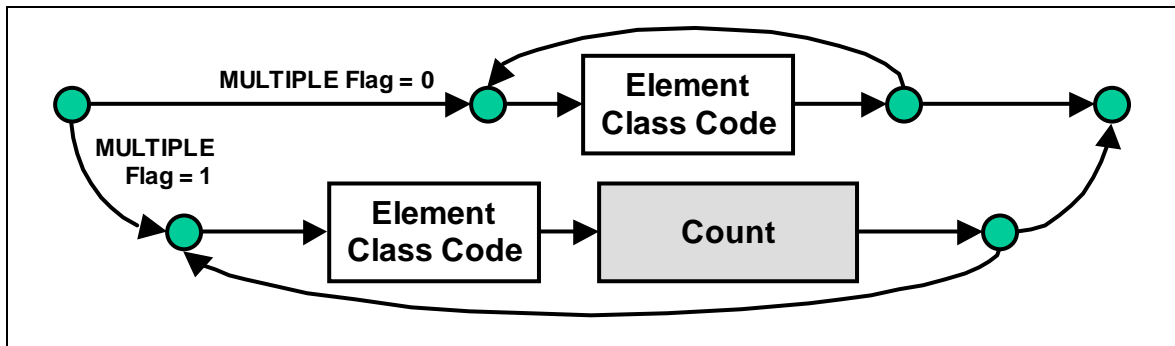 MULTIPLE Flag = 0
Element
Class Code
MULTIPLE
Flag = 1
Element
Class Code
Count